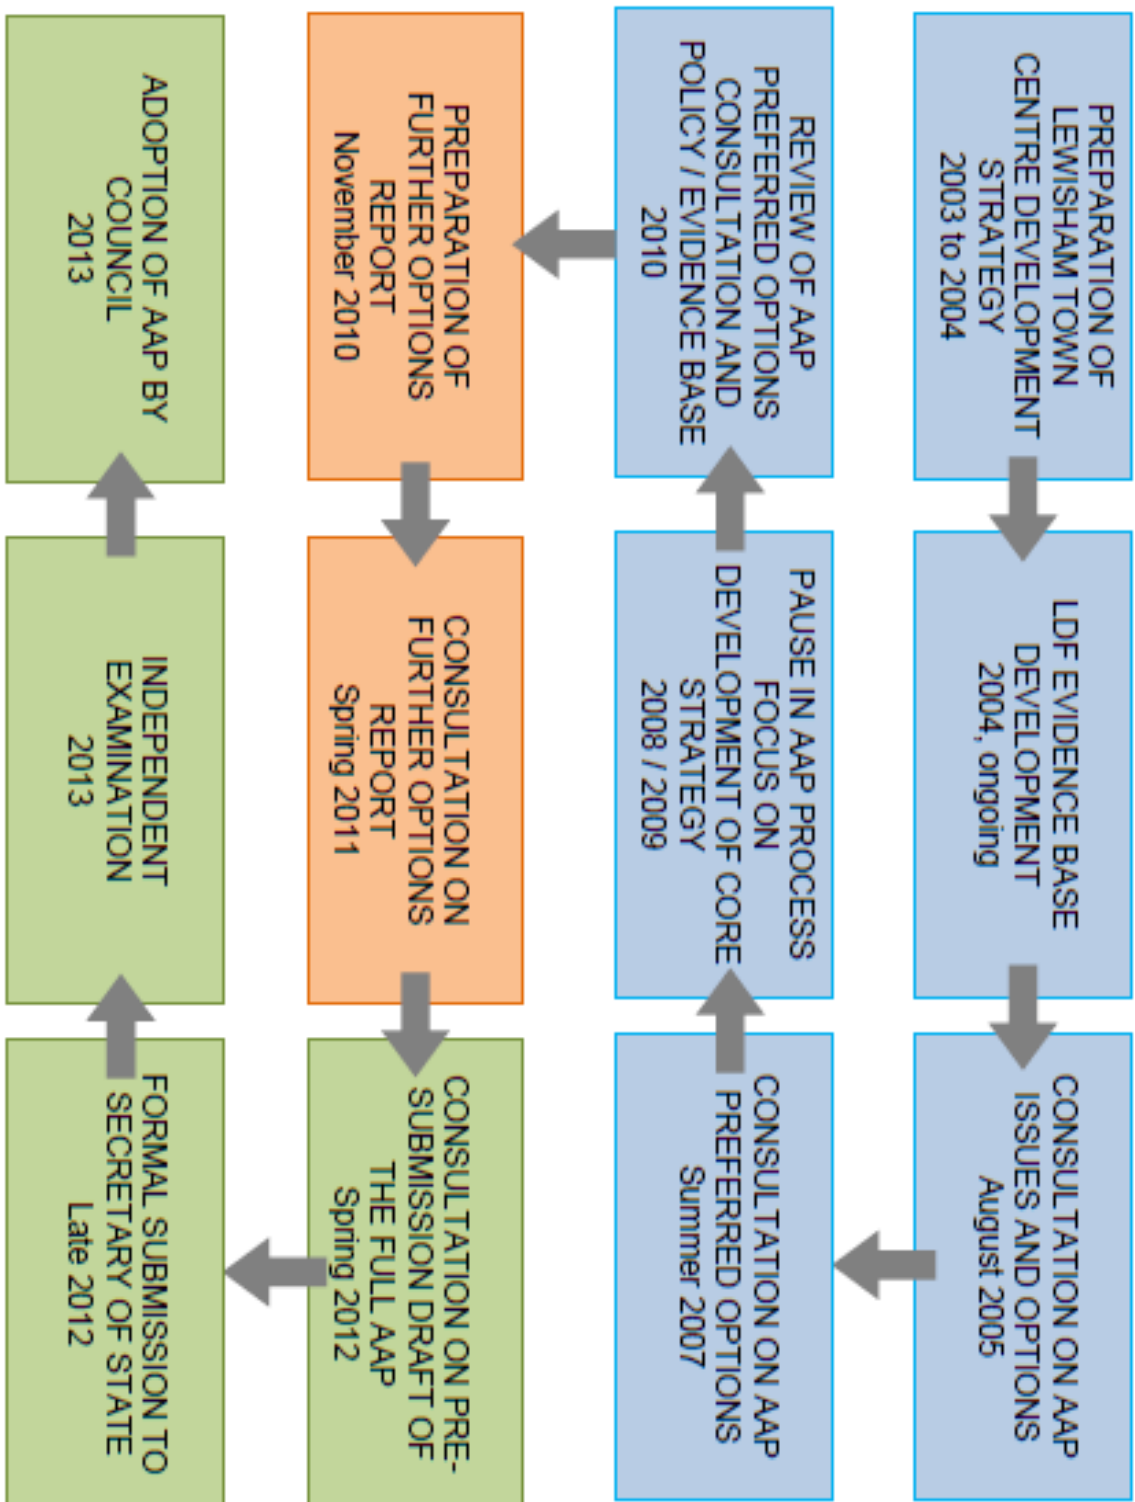 PREPARATION OF
LEWISHAM TOWN
CENTRE DEVELOPMENT
STRATEGY
2003 to 2004
LDF EVIDENCE BASE
DEVELOPMENT
2004, ongoing
CONSULTATION ON AAP
ISSUES AND OPTIONS
August 2005
CONSULTATION ON AAP
PREFERRED OPTIONS
Summer 2007
PAUSE IN AAP PROCESS
FOCUS ON
DEVELOPMENT OF CORE
STRATEGY
2008 / 2009
REVIEW OF AAP
PREFERRED OPTIONS
CONSULTATION AND
POLICY / EVIDENCE BASE
2010
PREPARATION OF
FURTHER OPTIONS
REPORT
November 2010
CONSULTATION ON
FURTHER OPTIONS
REPORT
Spring 2011
CONSULTATION ON PRE-
SUBMISSION DRAFT OF
THE FULL AAP
Spring 2012
FORMAL SUBMISSION TO
SECRETARY OF STATE
Late 2012
INDEPENDENT
EXAMINATION
2013
ADOPTION OF AAP BY
COUNCIL
2013